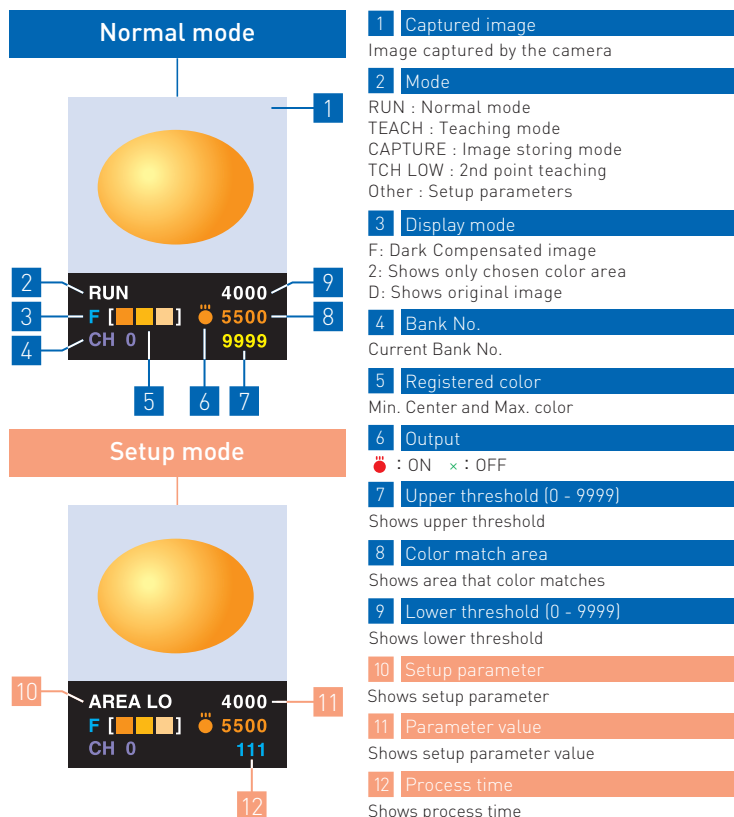 Normal mode
1
2
RUN
4000
9
3
F [ ]
5500
8
4
CH 0
9999
5
6
7
Setup mode
10
AREA LO
4000
11
F [ ]
5500
CH 0
111
12
1 Captured image
Image captured by the camera
2 Mode
RUN : Normal mode
TEACH : Teaching mode
CAPTURE : Image storing mode
TCH LOW : 2nd point teaching
Other : Setup parameters
3 Display mode
F: Dark Compensated image
2: Shows only chosen color area
D: Shows original image
4 Bank No.
Current Bank No.
5 Registered color
Min. Center and Max. color
6 Output
: ON × : OFF
7 Upper threshold (0 - 9999)
Shows upper threshold
8 Color match area
Shows area that color matches
9 Lower threshold (0 - 9999)
Shows lower threshold
10 Setup parameter
Shows setup parameter
11 Parameter value
Shows setup parameter value
12 Process time
Shows process time